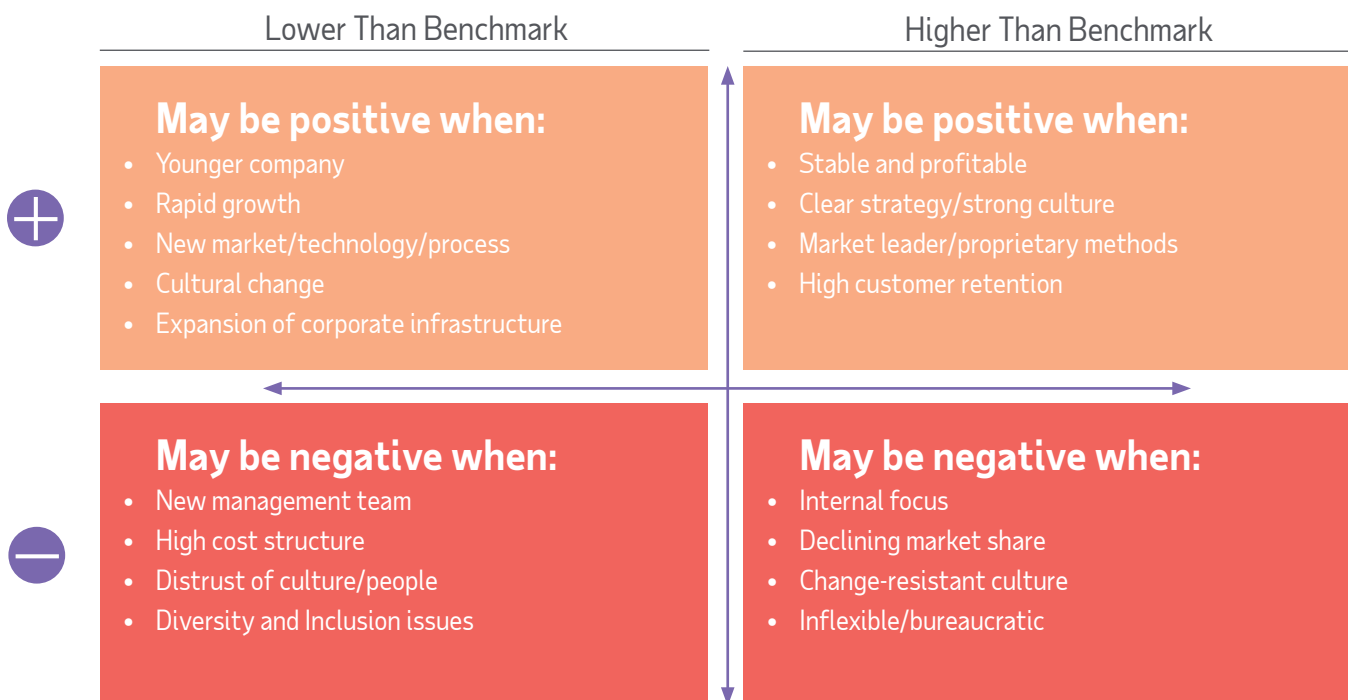 Lower Than Benchmark
Higher Than Benchmark
May be positive when:
• Younger company
• Rapid growth
• New market/technology/process
• Cultural change
• Expansion of corporate infrastructure
May be positive when:
• Stable and profitable
• Clear strategy/strong culture
• Market leader/proprietary methods
• High customer retention
May be negative when:
• New management team
• High cost structure
• Distrust of culture/people
• Diversity and Inclusion issues
May be negative when:
• Internal focus
• Declining market share
• Change-resistant culture
• Inflexible/bureaucratic